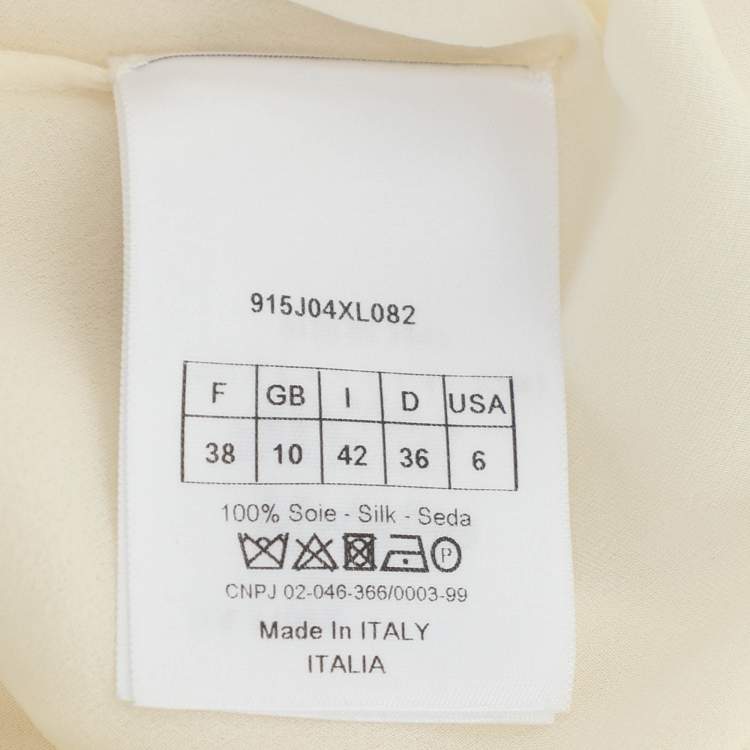 915J04XL082
F GB I D USA
38 10 42 36 6
100% Soie - Silk - Seda
P
CNPJ 02-046-366/0003-99
Made In ITALY
ITALIA